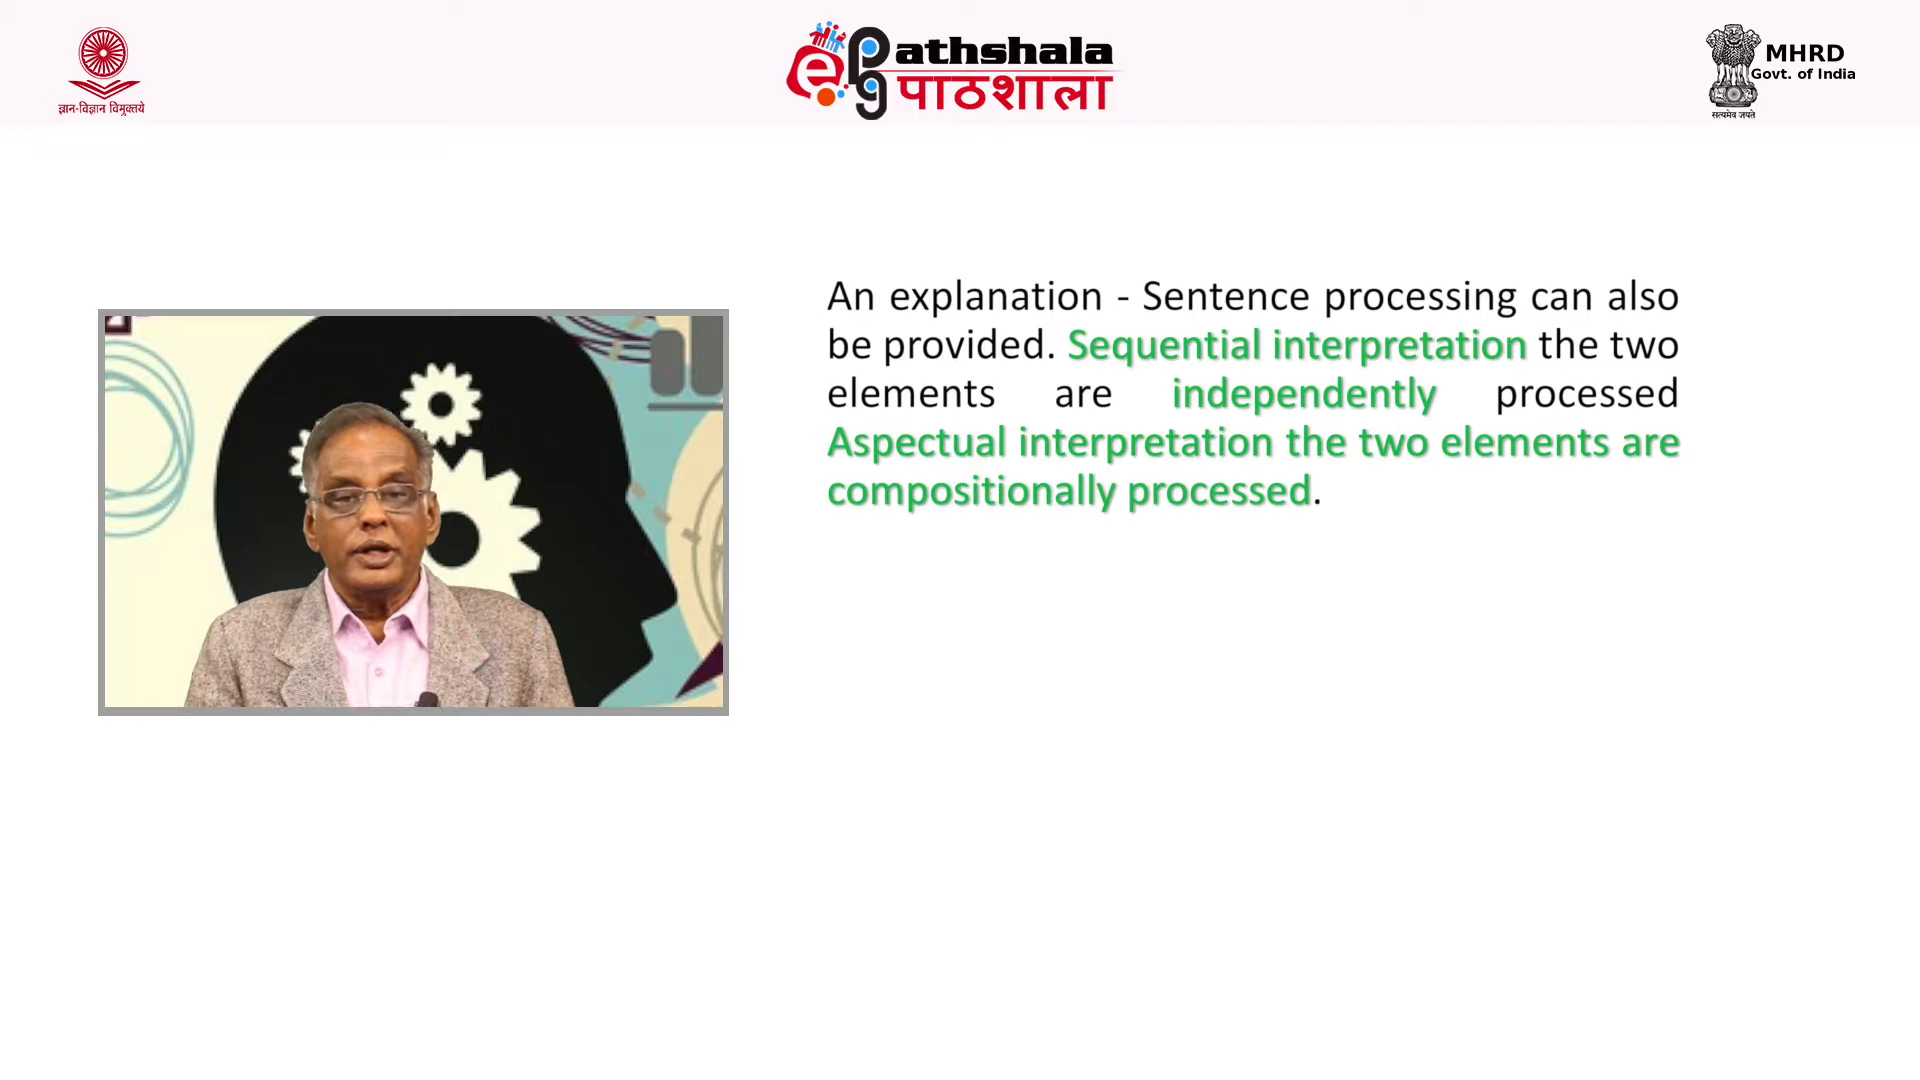 ज्ञान-विज्ञान विमुक्तये
e pg athshala
पाठशाला
MHRD
Govt. of India
सत्यमेव जयते
An explanation - Sentence processing can also
be provided. Sequential interpretation the two
elements are independently processed
Aspectual interpretation the two elements are
compositionally processed.